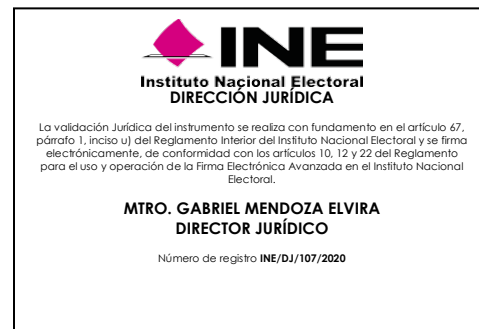 INE
Instituto Nacional Electoral
DIRECCIÓN JURÍDICA
La validación Jurídica del instrumento se realiza con fundamento en el artículo 67,
párrafo 1, inciso u) del Reglamento Interior del Instituto Nacional Electoral y se firma
electrónicamente, de conformidad con los artículos 10, 12 y 22 del Reglamento
para el uso y operación de la Firma Electrónica Avanzada en el Instituto Nacional
Electoral.
MTRO. GABRIEL MENDOZA ELVIRA
DIRECTOR JURÍDICO
Número de registro INE/DJ/107/2020